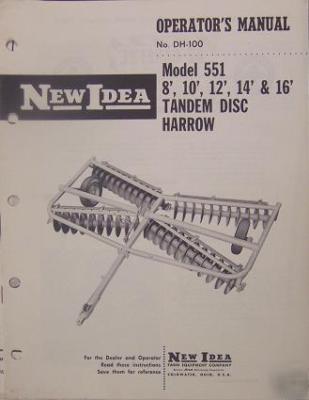 OPERATOR'S MANUAL
No. DH-100
Model 551
8', 10', 12', 14' & 16'
TANDEM DISC
HARROW
NEW IDEA
For the Dealer and Operator
Read these instructions
Save them for reference
NEW IDEA
FARM EQUIPMENT COMPANY
COLDWATER, OHIO, U.S.A.